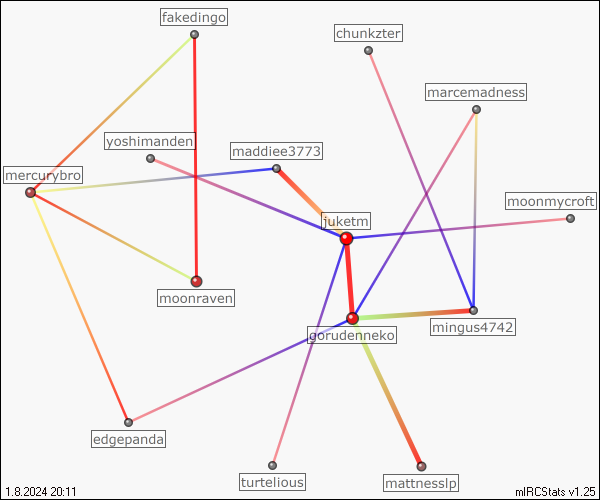 fakedingo
chunkzter
marcemadness
yoshimanden
maddiee3773
mercurybro
moonmycroft
juketm
moonraven
mingus4742
gorudenneko
edgepanda
turtelious
mattnesslp
1.8.2024 20:11
mIRCStats v1.25